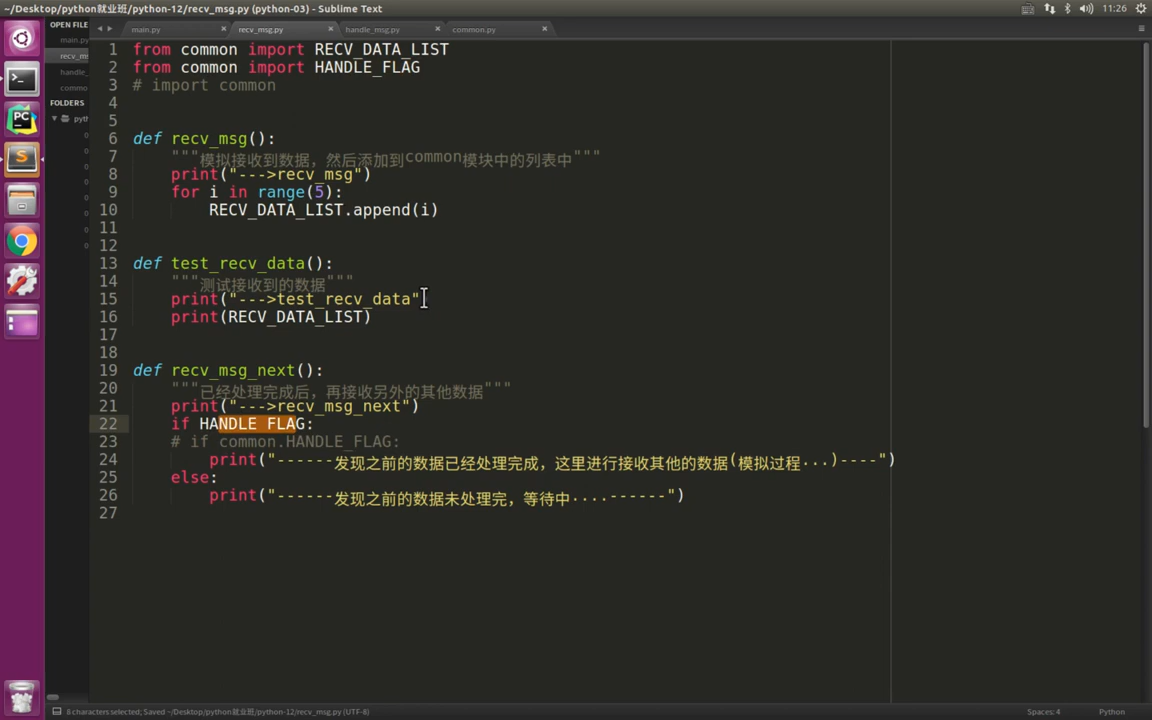 ~/Desktop/python就业班/python-12/recv_msg.py (python-03) - Sublime Text
11:26
OPEN FILE
main.py
recv_ms
handle_
commo
FOLDERS
pyth
main.py
recv_msg.py
handle_msg.py
common.py
1 from common import RECV_DATA_LIST
2 from common import HANDLE_FLAG
3 # import common
4
5
6 def recv_msg():
7 """模拟接收到数据，然后添加到common模块中的列表中"""
8 print("--->recv_msg")
9 for i in range(5):
10 RECV_DATA_LIST.append(i)
11
12
13 def test_recv_data():
14 """测试接收到的数据"""
15 print("--->test_recv_data"
16 print(RECV_DATA_LIST)
17
18
19 def recv_msg_next():
20 """已经处理完成后，再接收另外的其他数据"""
21 print("--->recv_msg_next")
22 if HANDLE_FLAG:
23 # if common.HANDLE_FLAG:
24 print("------发现之前的数据已经处理完成，这里进行接收其他的数据(模拟过程...)----")
25 else:
26 print("------发现之前的数据未处理完，等待中....------")
27
8 characters selected; Saved ~/Desktop/python就业班/python-12/recv_msg.py (UTF-8)
Spaces: 4
Python